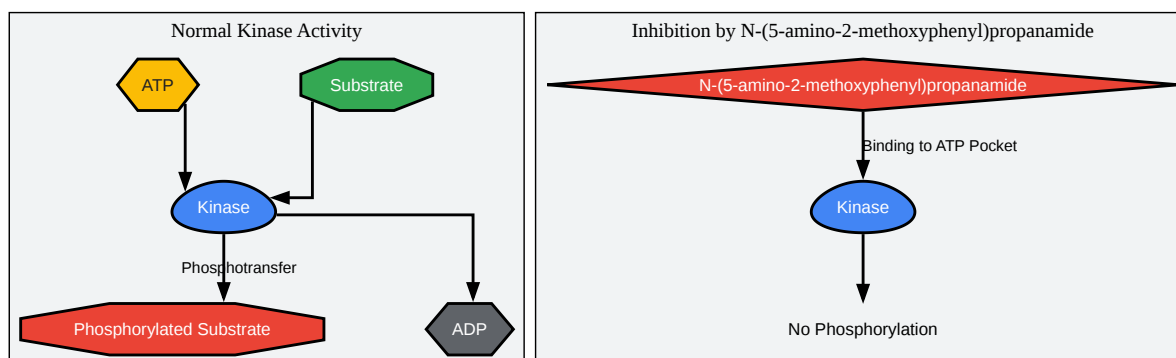 Normal Kinase Activity
ATP
Substrate
Kinase
Phosphotransfer
Phosphorylated Substrate
ADP
Inhibition by N-(5-amino-2-methoxyphenyl)propanamide
N-(5-amino-2-methoxyphenyl)propanamide
Binding to ATP Pocket
Kinase
No Phosphorylation